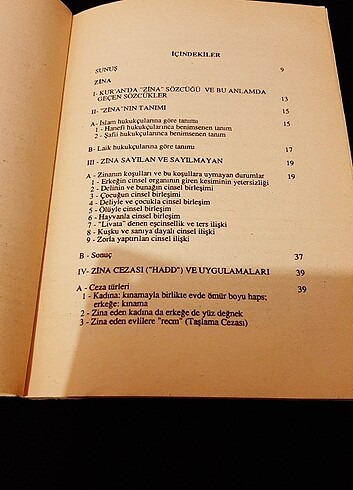 İÇİNDEKİLER
SUNUŞ 9
ZİNA
I- KUR'AN'DA "ZİNA" SÖZCÜĞÜ VE BU ANLAMDA
GEÇEN SÖZCÜKLER 13
II- "ZİNA"NIN TANIMI 15
A- İslam hukukçularına göre tanımı 15
1 - Hanefi hukukçularınca benimsenen tanım
2 - Şafii hukukçularınca benimsenen tanım
B- Laik hukukçularına göre tanımı 17
III - ZİNA SAYILAN VE SAYILMAYAN 19
A - Zinanın koşulları ve bu koşullara uymayan durumlar 19
1 - Erkeğin cinsel organının giren kesiminin yetersizliği
2 - Delinin ve bunağın cinsel birleşimi
3 - Çocuğun cinsel birleşimi
4 - Deliyle ve çocukla cinsel birleşim
5 - Ölüyle cinsel birleşim
6 - Hayvanla cinsel birleşim
7 - "Livata" denen eşcinsellik ve ters ilişki
8 - Kuşku ve sanıya dayalı cinsel ilişki
9 - Zorla yaptırılan cinsel ilişki
B - Sonuç 37
IV- ZİNA CEZASI ("HADD") VE UYGULAMALARI 39
A - Ceza türleri 39
1 - Kadına: kınamayla birlikte evde ömür boyu haps;
erkeğe: kınama
2 - Zina eden kadına da erkeğe de yüz değnek
3 - Zina eden evlilere "recm" (Taşlama Cezası)